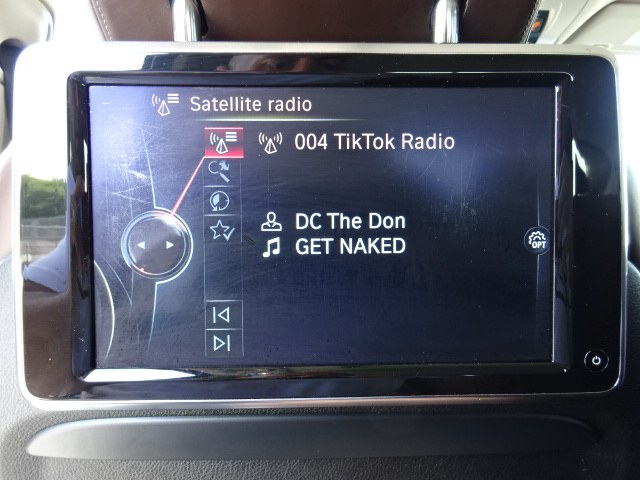 Satellite radio
004 TikTok Radio
DC The Don
GET NAKED
OPT